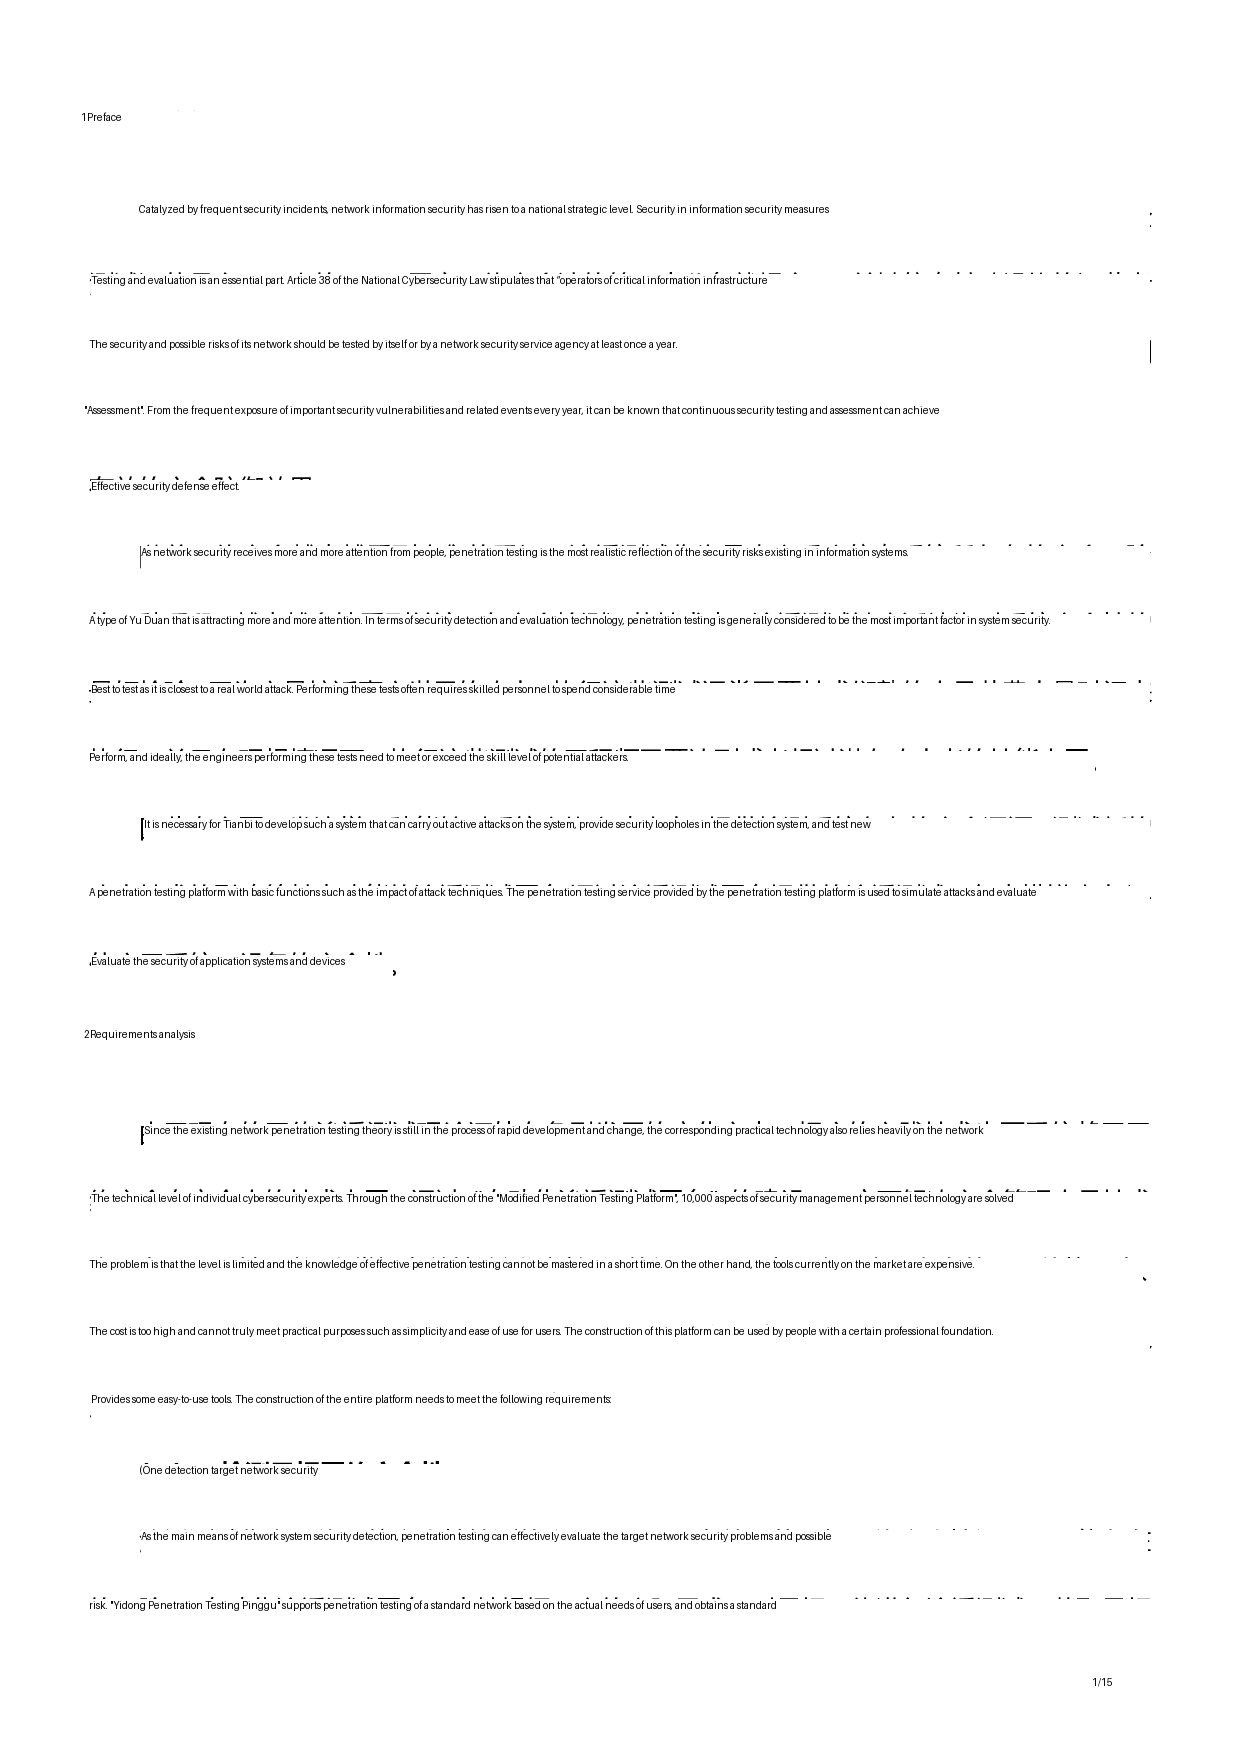 1Preface
Catalyzed by frequent security incidents, network information security has risen to a national strategic level. Security in information security measures
Testing and evaluation is an essential part. Article 38 of the National Cybersecurity Law stipulates that "operators of critical information infrastructure
The security and possible risks of its network should be tested by itself or by a network security service agency at least once a year.
"Assessment". From the frequent exposure of important security vulnerabilities and related events every year, it can be known that continuous security testing and assessment can achieve
Effective security defense effect.
As network security receives more and more attention from people, penetration testing is the most realistic reflection of the security risks existing in information systems.
A type of Yu Duan that is attracting more and more attention. In terms of security detection and evaluation technology, penetration testing is generally considered to be the most important factor in system security.
Best to test as it is closest to a real world attack. Performing these tests often requires skilled personnel to spend considerable time
Perform, and ideally, the engineers performing these tests need to meet or exceed the skill level of potential attackers.
It is necessary for Tianbi to develop such a system that can carry out active attacks on the system, provide security loopholes in the detection system, and test new
A penetration testing platform with basic functions such as the impact of attack techniques. The penetration testing service provided by the penetration testing platform is used to simulate attacks and evaluate
Evaluate the security of application systems and devices
2Requirements analysis
Since the existing network penetration testing theory is still in the process of rapid development and change, the corresponding practical technology also relies heavily on the network
The technical level of individual cybersecurity experts. Through the construction of the "Modified Penetration Testing Platform", 10,000 aspects of security management personnel technology are solved
The problem is that the level is limited and the knowledge of effective penetration testing cannot be mastered in a short time. On the other hand, the tools currently on the market are expensive.
The cost is too high and cannot truly meet practical purposes such as simplicity and ease of use for users. The construction of this platform can be used by people with a certain professional foundation.
Provides some easy-to-use tools. The construction of the entire platform needs to meet the following requirements:
(One detection target network security
As the main means of network system security detection, penetration testing can effectively evaluate the target network security problems and possible
risk. "Yidong Penetration Testing Pinggu" supports penetration testing of a standard network based on the actual needs of users, and obtains a standard
1/15